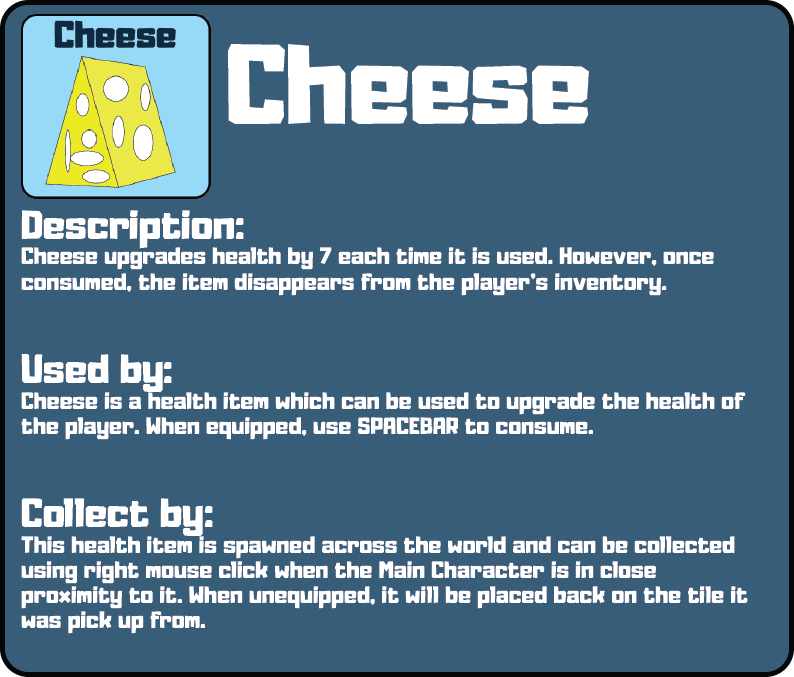 Cheese
Cheese
Description:
Cheese upgrades health by 7 each time it is used. However, once
consumed, the item disappears from the player's inventory.
Used by:
Cheese is a health item which can be used to upgrade the health of
the player. When equipped, use SPACEBAR to consume.
Collect by:
This health item is spawned across the world and can be collected
using right mouse click when the Main Character is in close
proximity to it. When unequipped, it will be placed back on the tile it
was pick up from.